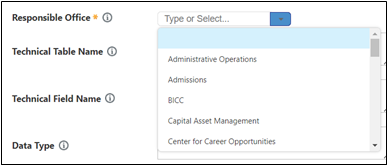 Responsible Office * Type or Select...
Technical Table Name
Administrative Operations
Admissions
Technical Field Name
BICC
Capital Asset Management
Data Type
Center for Career Opportunities